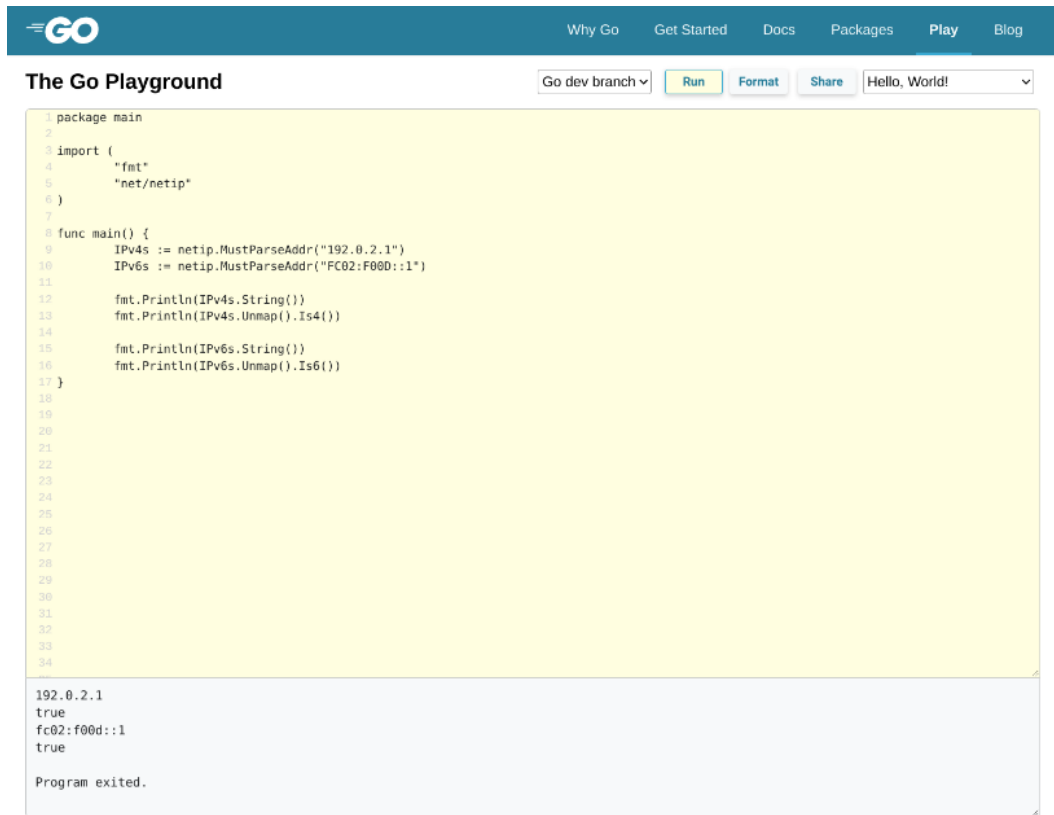 GO
Why Go Get Started Docs Packages Play Blog
The Go Playground
Go dev branch Run Format Share Hello, World!
1 package main
2
3 import (
4 "fmt"
5 "net/netip"
6 )
7
8 func main() {
9 IPv4s := netip.MustParseAddr("192.0.2.1")
10 IPv6s := netip.MustParseAddr("FC02:F00D::1")
11
12 fmt.Println(IPv4s.String())
13 fmt.Println(IPv4s.Unmap().Is4())
14
15 fmt.Println(IPv6s.String())
16 fmt.Println(IPv6s.Unmap().Is6())
17 }
18
19
20
21
22
23
24
25
26
27
28
29
30
31
32
33
34
192.0.2.1
true
fc02:f00d::1
true
Program exited.